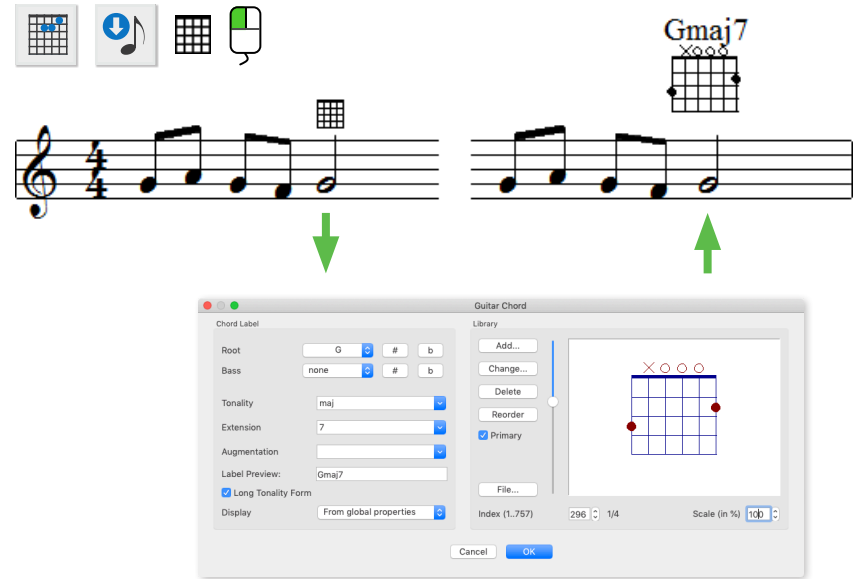 Gmaj7
4
4
Guitar Chord
Chord Label
Library
Root G # b
Bass none # b
Tonality maj
Extension 7
Augmentation
Label Preview: Gmaj7
Long Tonality Form
Display From global properties
Add...
Change...
Delete
Reorder
Primary
File...
Index (1..757) 296 1/4 Scale (in %) 100
Cancel OK